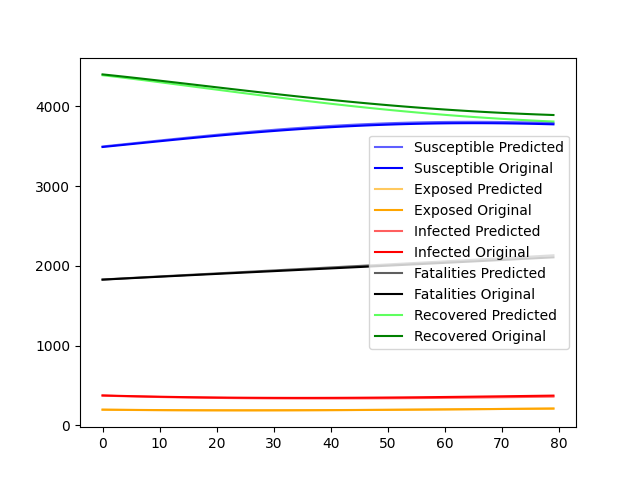 4000
3000
2000
1000
0
Susceptible Predicted
Susceptible Original
Exposed Predicted
Exposed Original
Infected Predicted
Infected Original
Fatalities Predicted
Fatalities Original
Recovered Predicted
Recovered Original
0 10 20 30 40 50 60 70 80